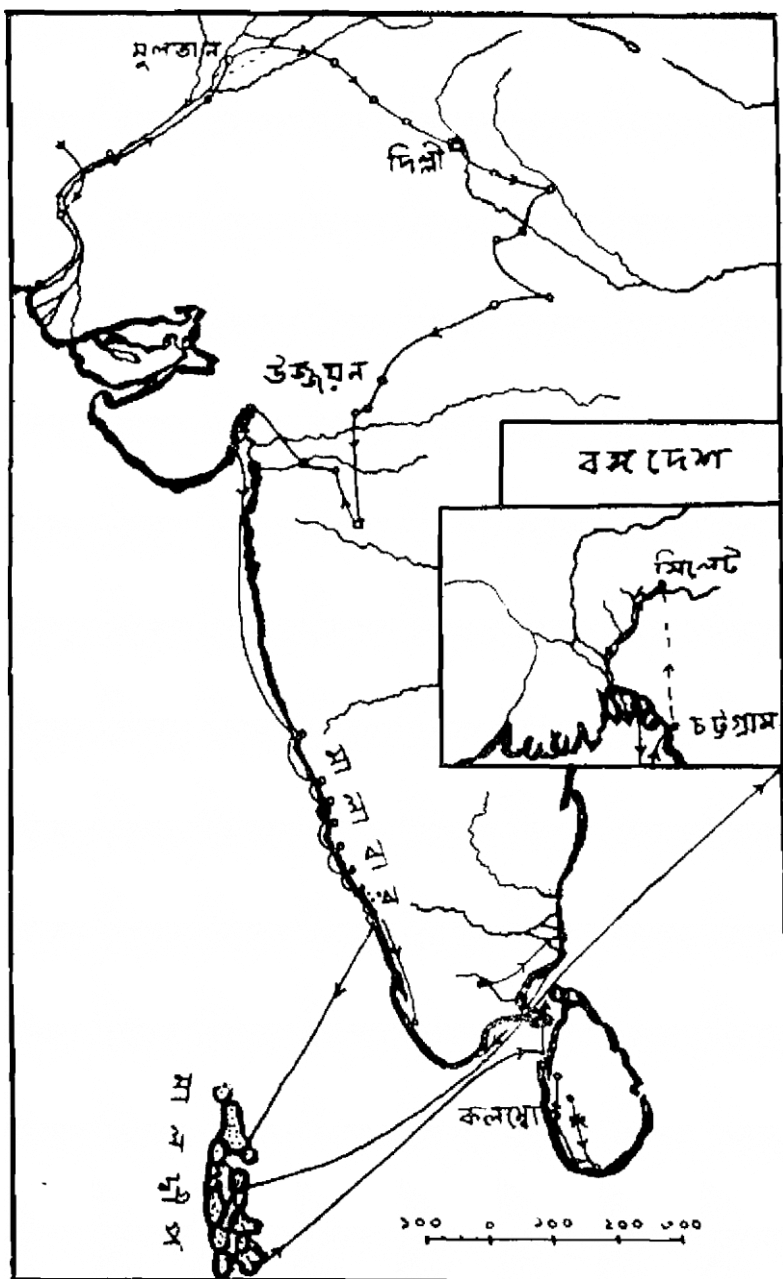 মুলতান
দিল্লী
উজ্জয়ন
বঙ্গদেশ
সিলেট
চট্টগ্রাম
কলম্বো
মালদ্বীপ
১০০ ০ ১০০ ২০০ ৩০০